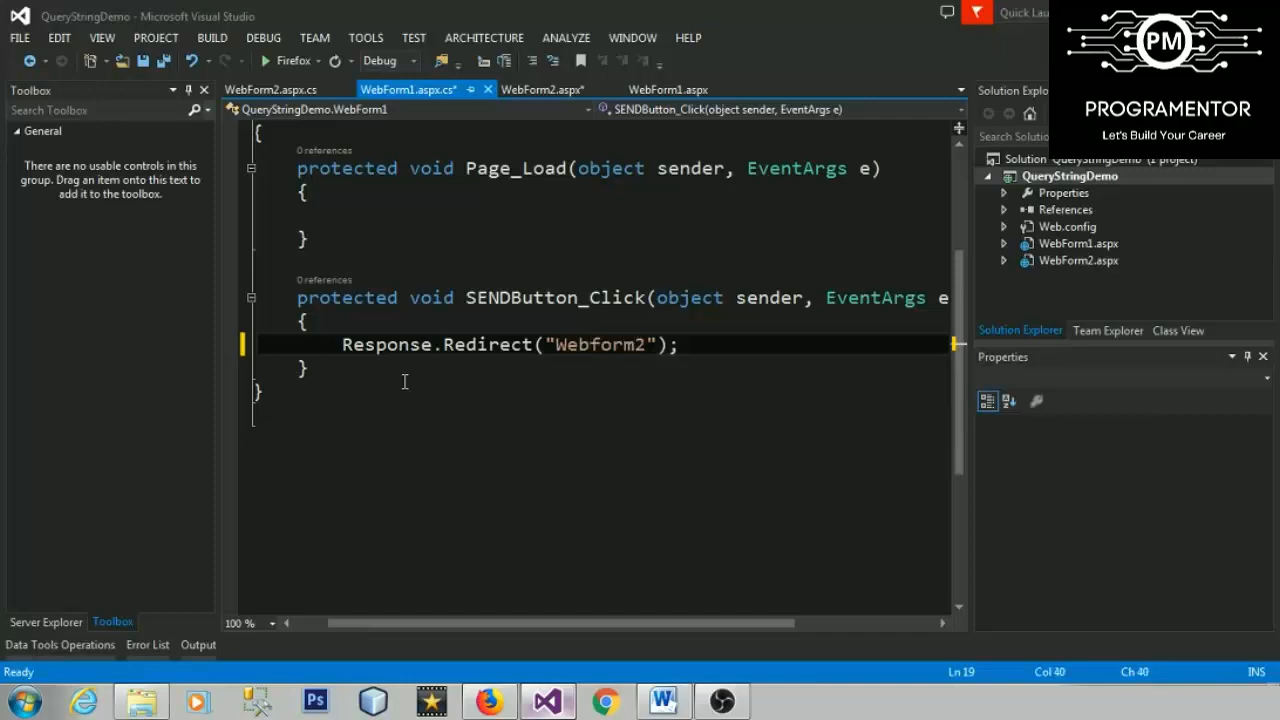 QueryStringDemo - Microsoft Visual Studio
Quick Lau
FILE EDIT VIEW PROJECT BUILD DEBUG TEAM TOOLS TEST ARCHITECTURE ANALYZE WINDOW HELP
Firefox Debug
PM
PROGRAMENTOR
Let's Build Your Career
Toolbox
Search Toolbox
General
There are no usable controls in this
group. Drag an item onto this text to
add it to the toolbox.
Server Explorer Toolbox
WebForm2.aspx.cs WebForm1.aspx.cs* WebForm2.aspx* WebForm1.aspx
QueryStringDemo.WebForm1 SENDButton_Click(object sender, EventArgs e)
{
0 references
protected void Page_Load(object sender, EventArgs e)
{
}
0 references
protected void SENDButton_Click(object sender, EventArgs e
{
Response.Redirect("Webform2");
}
}
100 %
Solution Explo
Search Solutio
Solution 'QueryStringDemo' (1 project)
QueryStringDemo
Properties
References
Web.config
WebForm1.aspx
WebForm2.aspx
Solution Explorer Team Explorer Class View
Properties
Data Tools Operations Error List Output
Ready Ln 19 Col 40 Ch 40 INS
Ps
W